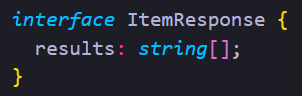 interface ItemResponse {
  results: string[];
}